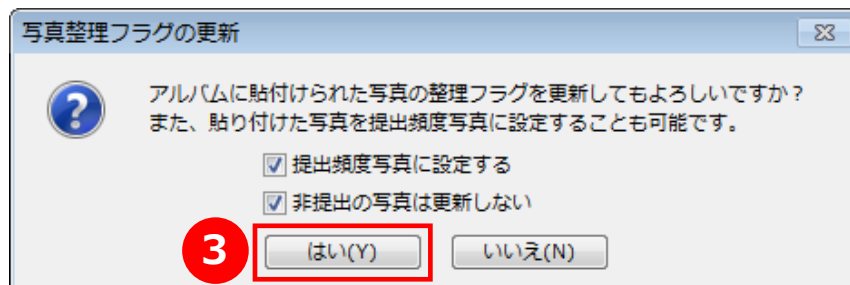 写真整理フラグの更新
アルバムに貼付けられた写真の整理フラグを更新してもよろしいですか？
また、貼り付けた写真を提出頻度写真に設定することも可能です。
提出頻度写真に設定する
非提出の写真は更新しない
3 はい(Y) いいえ(N)